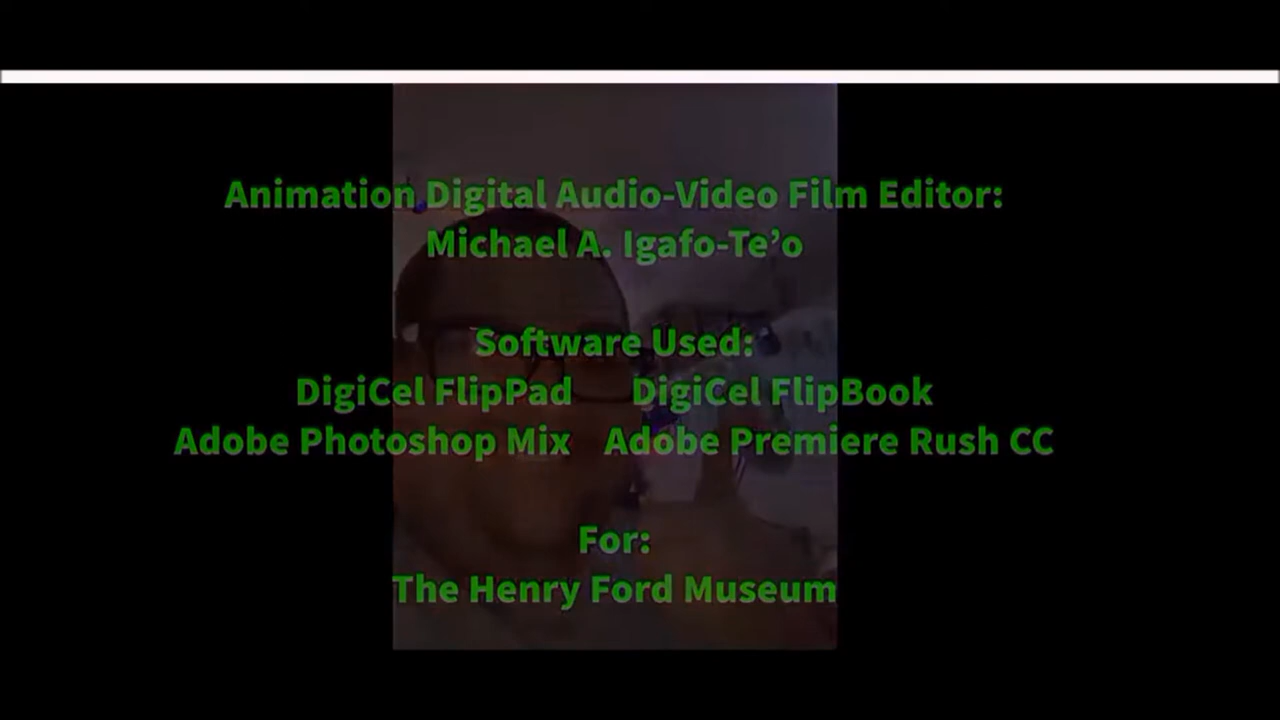 Animation Digital Audio-Video Film Editor:
Michael A. Igafo-Te’o
Software Used:
DigiCel FlipPad DigiCel FlipBook
Adobe Photoshop Mix Adobe Premiere Rush CC
For:
The Henry Ford Museum